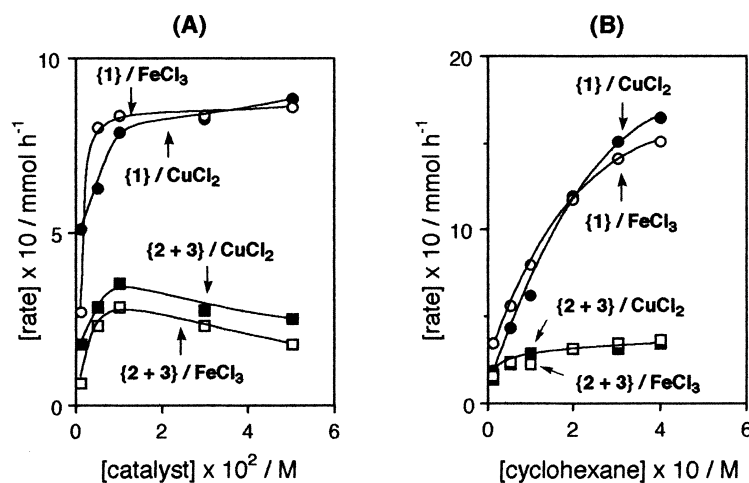 (A)
{1} / FeCl3
{1} / CuCl2
{2 + 3} / CuCl2
{2 + 3} / FeCl3
10
5
0
0 2 4 6
[rate] x 10 / mmol h-1
[catalyst] x 10² / M
(B)
{1} / CuCl2
{1} / FeCl3
{2 + 3} / CuCl2
{2 + 3} / FeCl3
20
10
0
0 2 4 6
[rate] x 10 / mmol h-1
[cyclohexane] x 10 / M